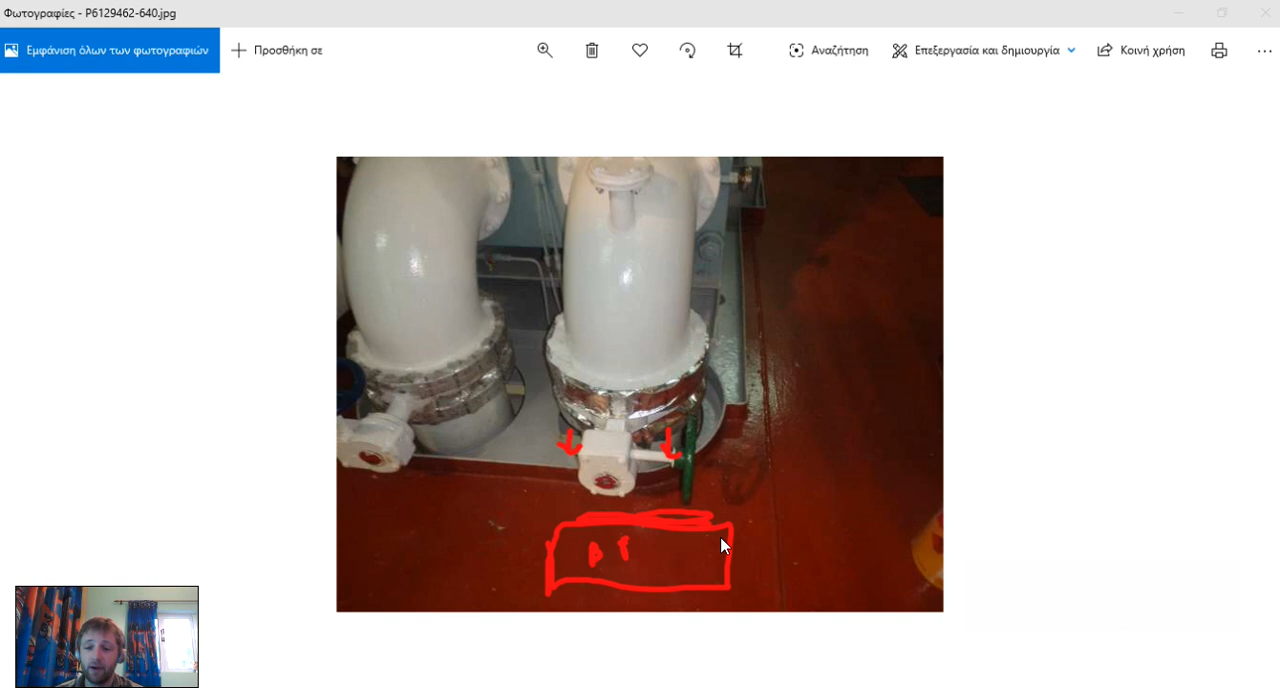 Φωτογραφίες - P6129462-640.jpg
Εμφάνιση όλων των φωτογραφιών
Προσθήκη σε
Αναζήτηση
Επεξεργασία και δημιουργία
Κοινή χρήση